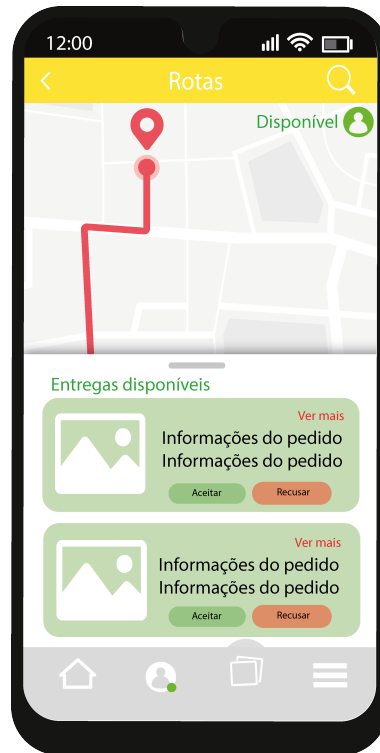 12:00
Rotas
Disponível
Entregas disponíveis
Ver mais
Informações do pedido
Informações do pedido
Aceitar
Recusar
Ver mais
Informações do pedido
Informações do pedido
Aceitar
Recusar